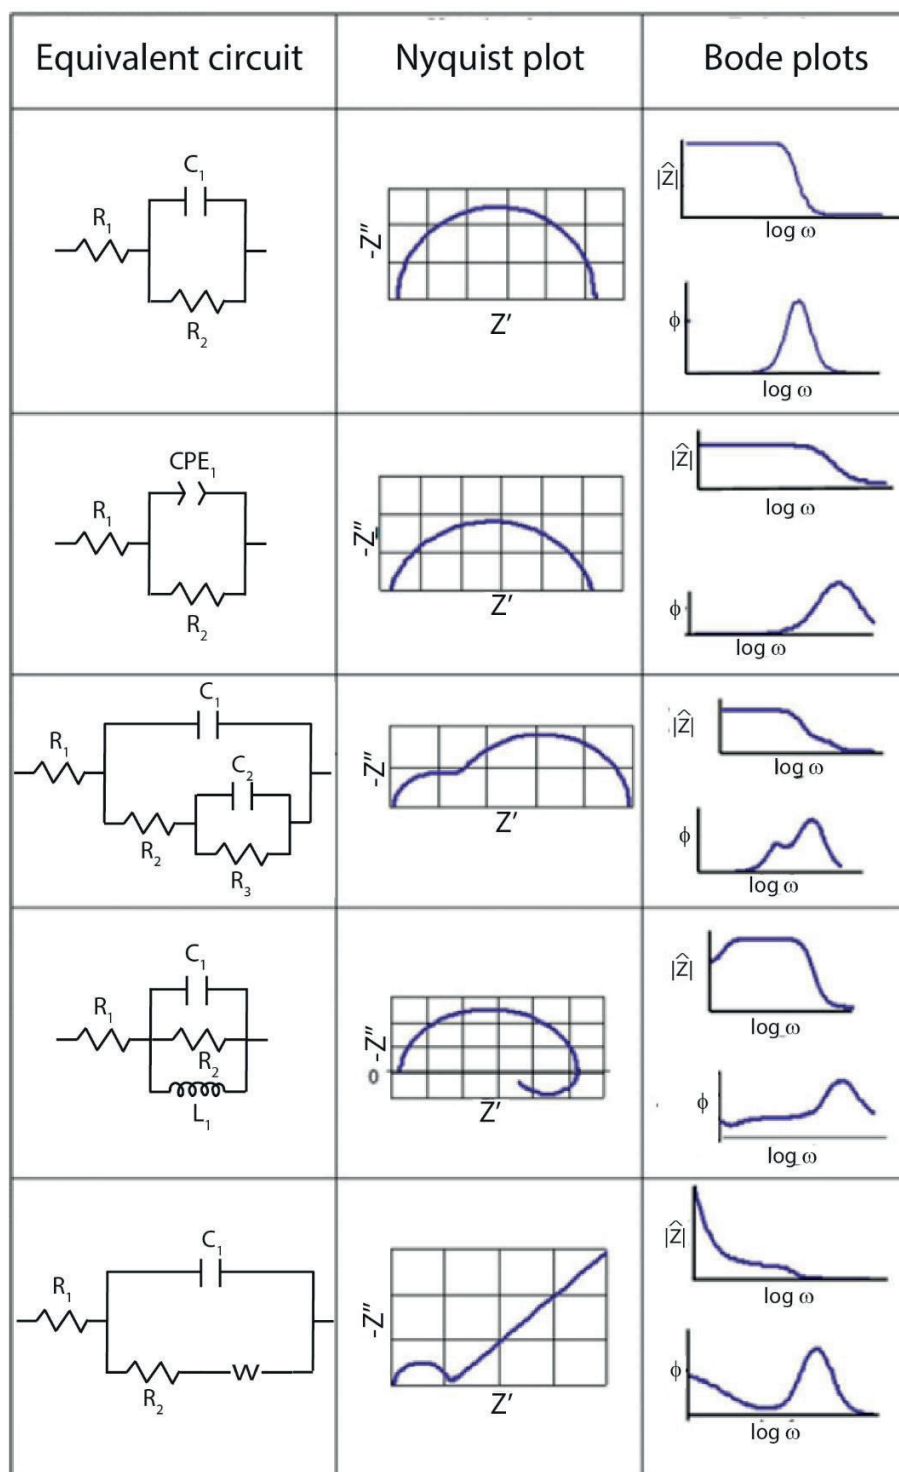 Equivalent circuit
Nyquist plot
Bode plots
C1
R1
R2
-Z"
Z'
|Ẑ|
log ω
ϕ
log ω
CPE1
R1
R2
-Z"
Z'
|Ẑ|
log ω
ϕ
log ω
C1
R1
C2
R2
R3
-Z"
Z'
|Ẑ|
log ω
ϕ
log ω
C1
R1
R2
L1
-Z"
0
Z'
|Ẑ|
log ω
ϕ
log ω
C1
R1
R2
W
-Z"
Z'
|Ẑ|
log ω
ϕ
log ω